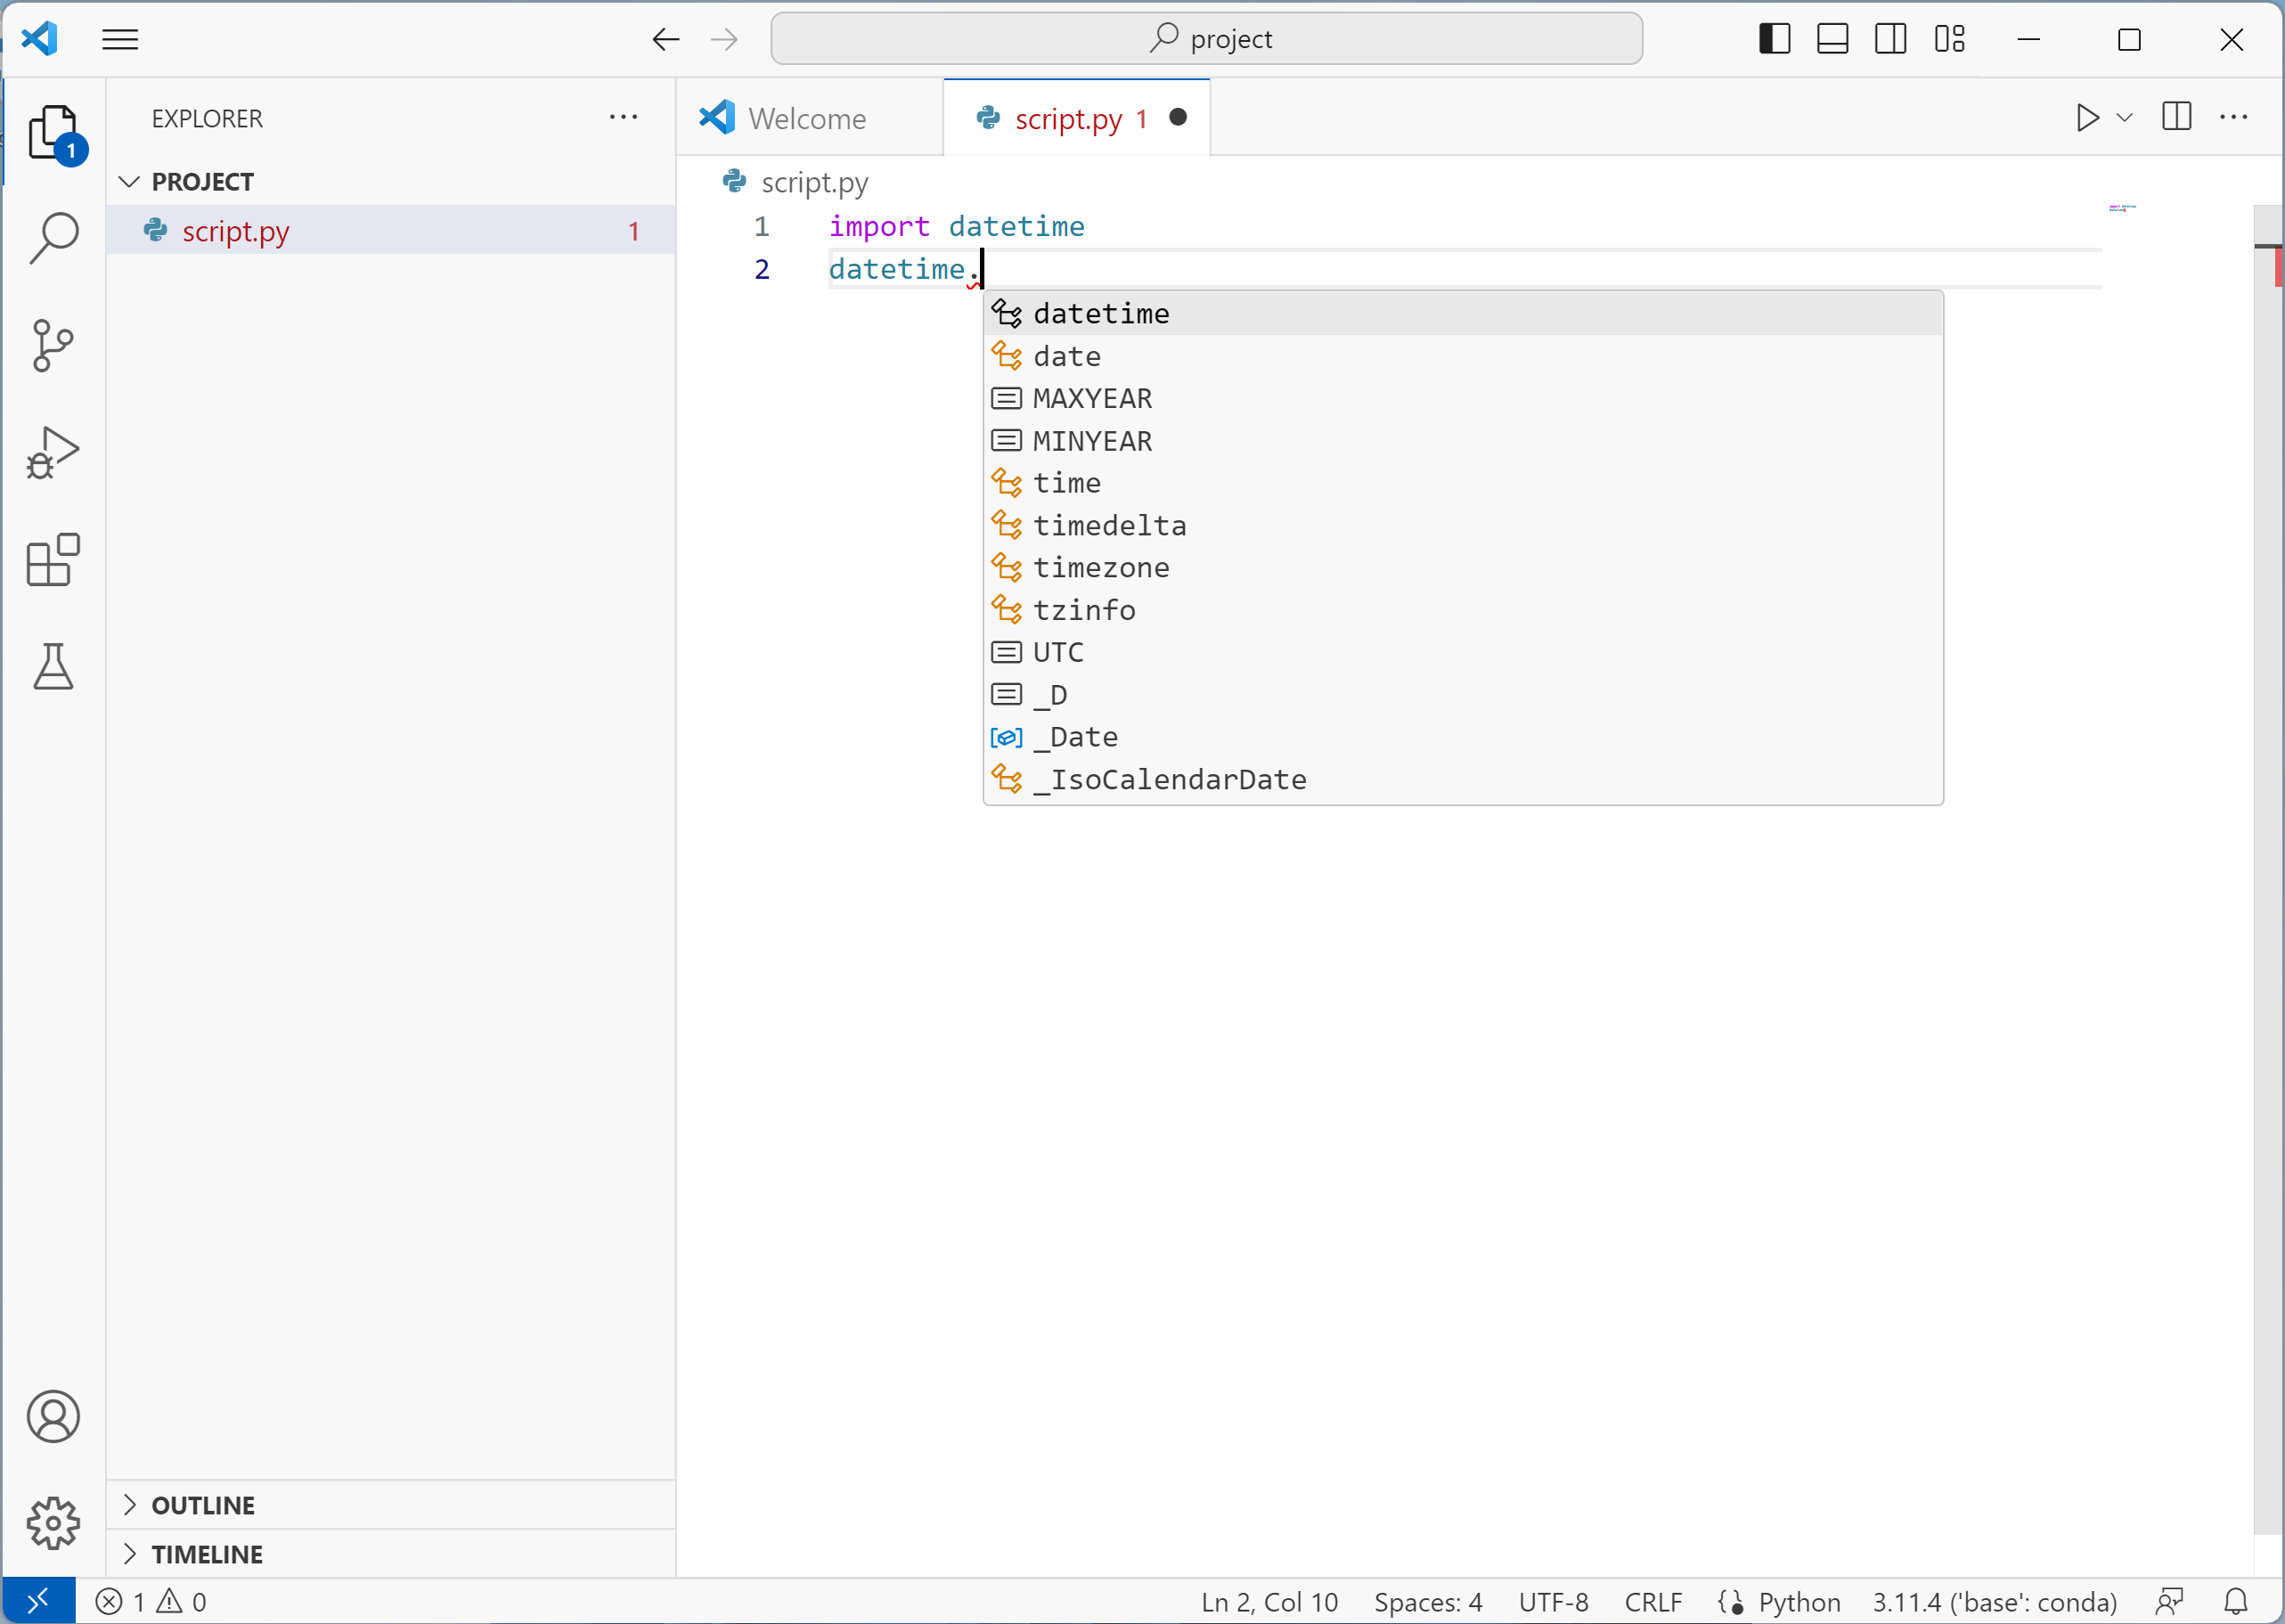 project
EXPLORER
PROJECT
script.py 1
1
Welcome
script.py 1
script.py
1 import datetime
2 datetime.
datetime
date
MAXYEAR
MINYEAR
time
timedelta
timezone
tzinfo
UTC
_D
_Date
_IsoCalendarDate
OUTLINE
TIMELINE
1 0
Ln 2, Col 10
Spaces: 4
UTF-8
CRLF
Python
3.11.4 ('base': conda)